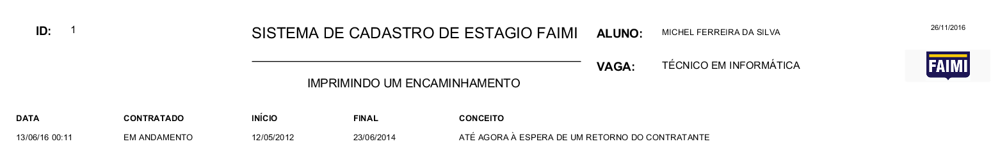 ID: 1
SISTEMA DE CADASTRO DE ESTAGIO FAIMI
ALUNO: MICHEL FERREIRA DA SILVA
26/11/2016
VAGA: TÉCNICO EM INFORMÁTICA
FAIMI
IMPRIMINDO UM ENCAMINHAMENTO
DATA CONTRATADO INÍCIO FINAL CONCEITO
13/06/16 00:11 EM ANDAMENTO 12/05/2012 23/06/2014 ATÉ AGORA À ESPERA DE UM RETORNO DO CONTRATANTE